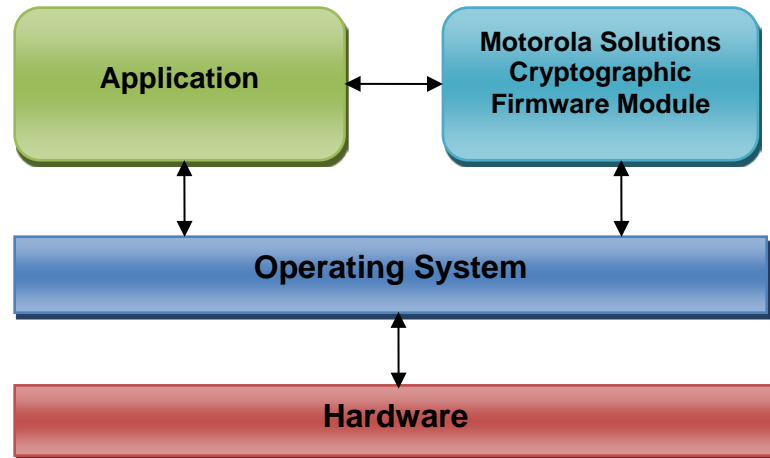 Application
Motorola Solutions
Cryptographic
Firmware Module
Operating System
Hardware